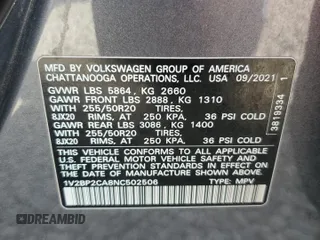 MFD BY VOLKSWAGEN GROUP OF AMERICA
CHATTANOOGA OPERATIONS, LLC. USA 09/2021
GVWR LBS 5864, KG 2660
GAWR FRONT LBS 2888, KG 1310
255/50R20
8JX20 RIMS, AT KPA 250, 36 PSI COLD
GAWR REAR LBS 3086, KG 1400
255/50R20
8JX20 RIMS, AT KPA 250, 36 PSI COLD
THIS VEHICLE CONFORMS TO ALL APPLICABLE
FEDERAL MOTOR VEHICLE SAFETY, BUMPER,
AND THEFT PREVENTION STANDARDS IN
EFFECT ON THE DATE OF MANUFACTURE
SHOWN ABOVE.
1V2BP2CA8NC502506 TYPE: MPV
3819334 1
DREAMBID